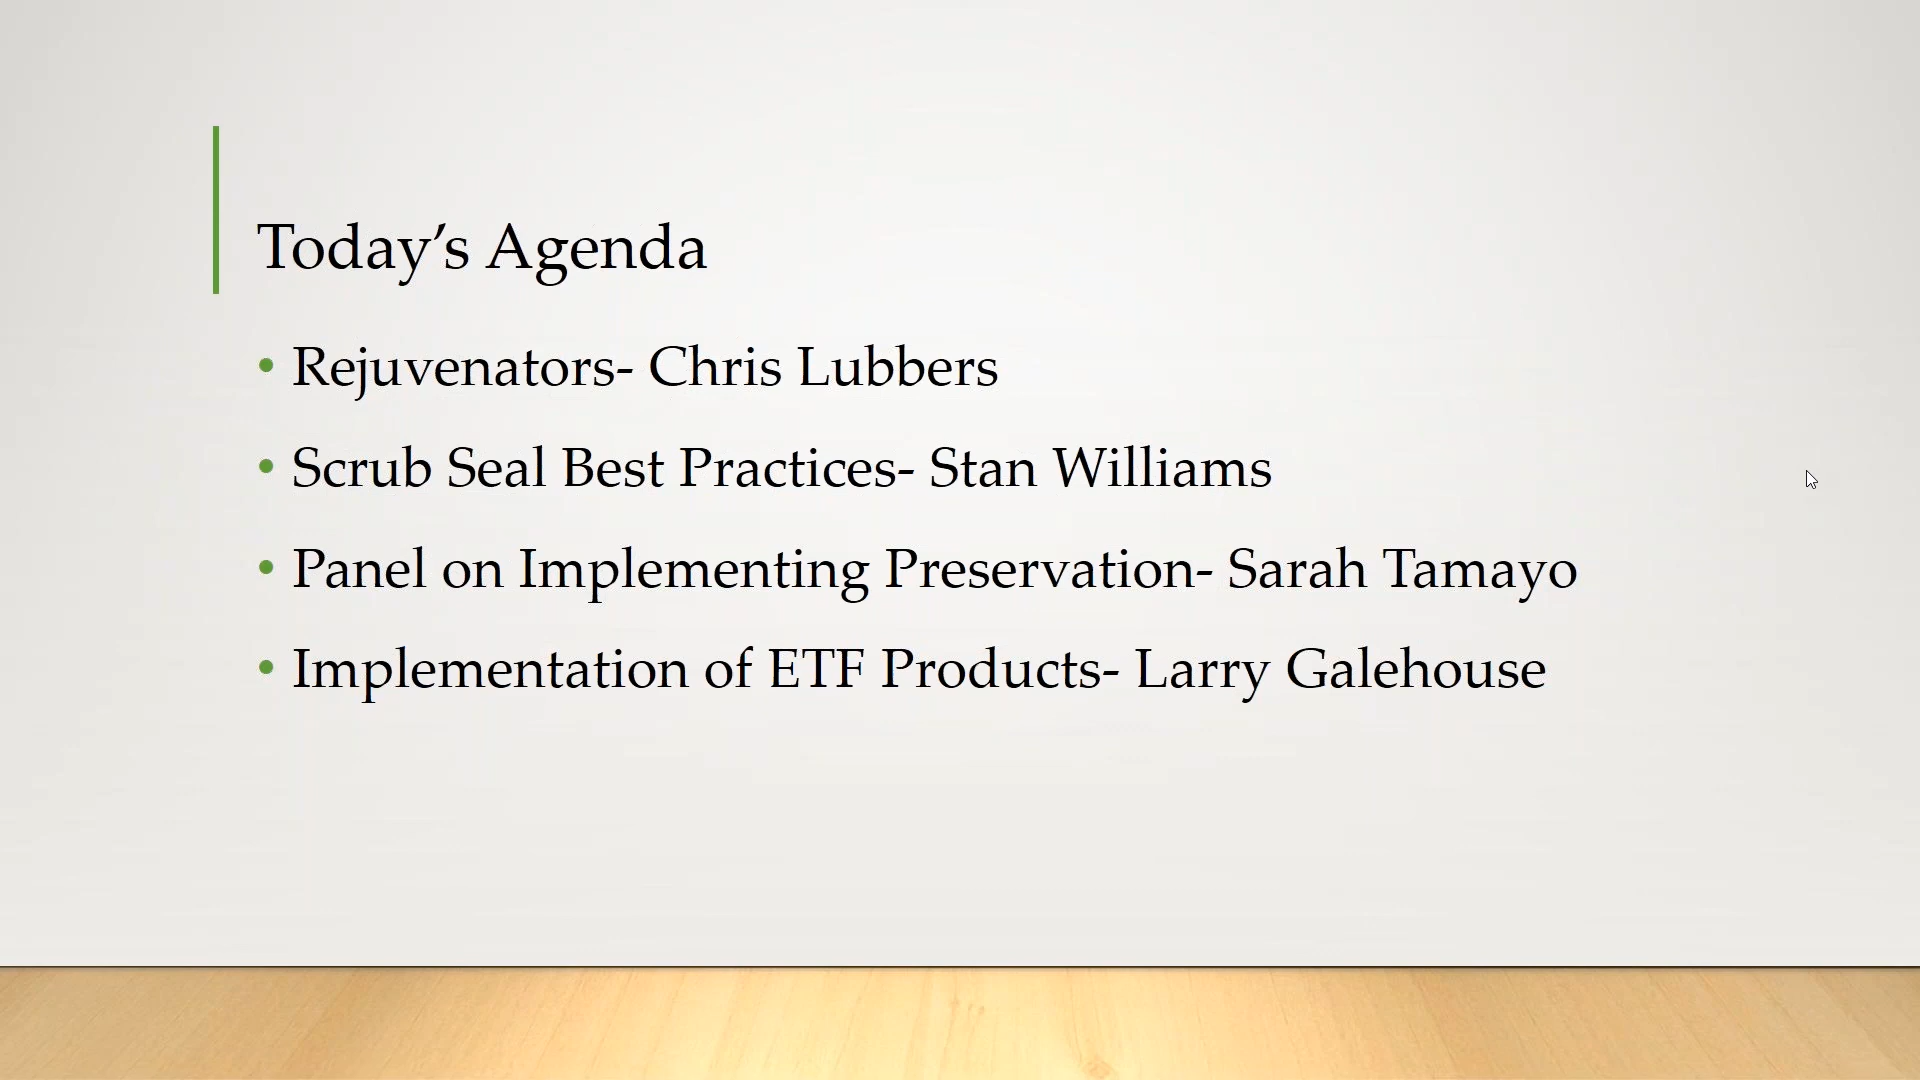 Today’s Agenda
• Rejuvenators- Chris Lubbers
• Scrub Seal Best Practices- Stan Williams
• Panel on Implementing Preservation- Sarah Tamayo
• Implementation of ETF Products- Larry Galehouse